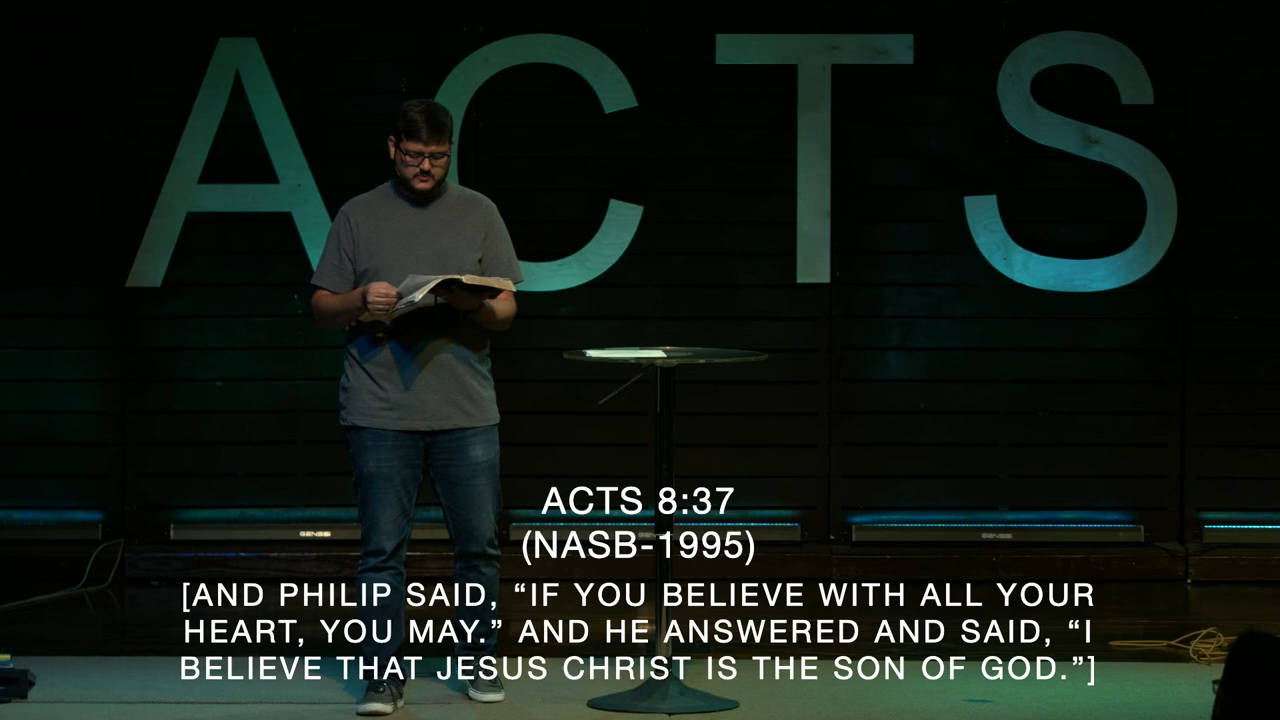 ACTS
ACTS 8:37
(NASB-1995)
[AND PHILIP SAID, “IF YOU BELIEVE WITH ALL YOUR
HEART, YOU MAY.” AND HE ANSWERED AND SAID, “I
BELIEVE THAT JESUS CHRIST IS THE SON OF GOD.”]